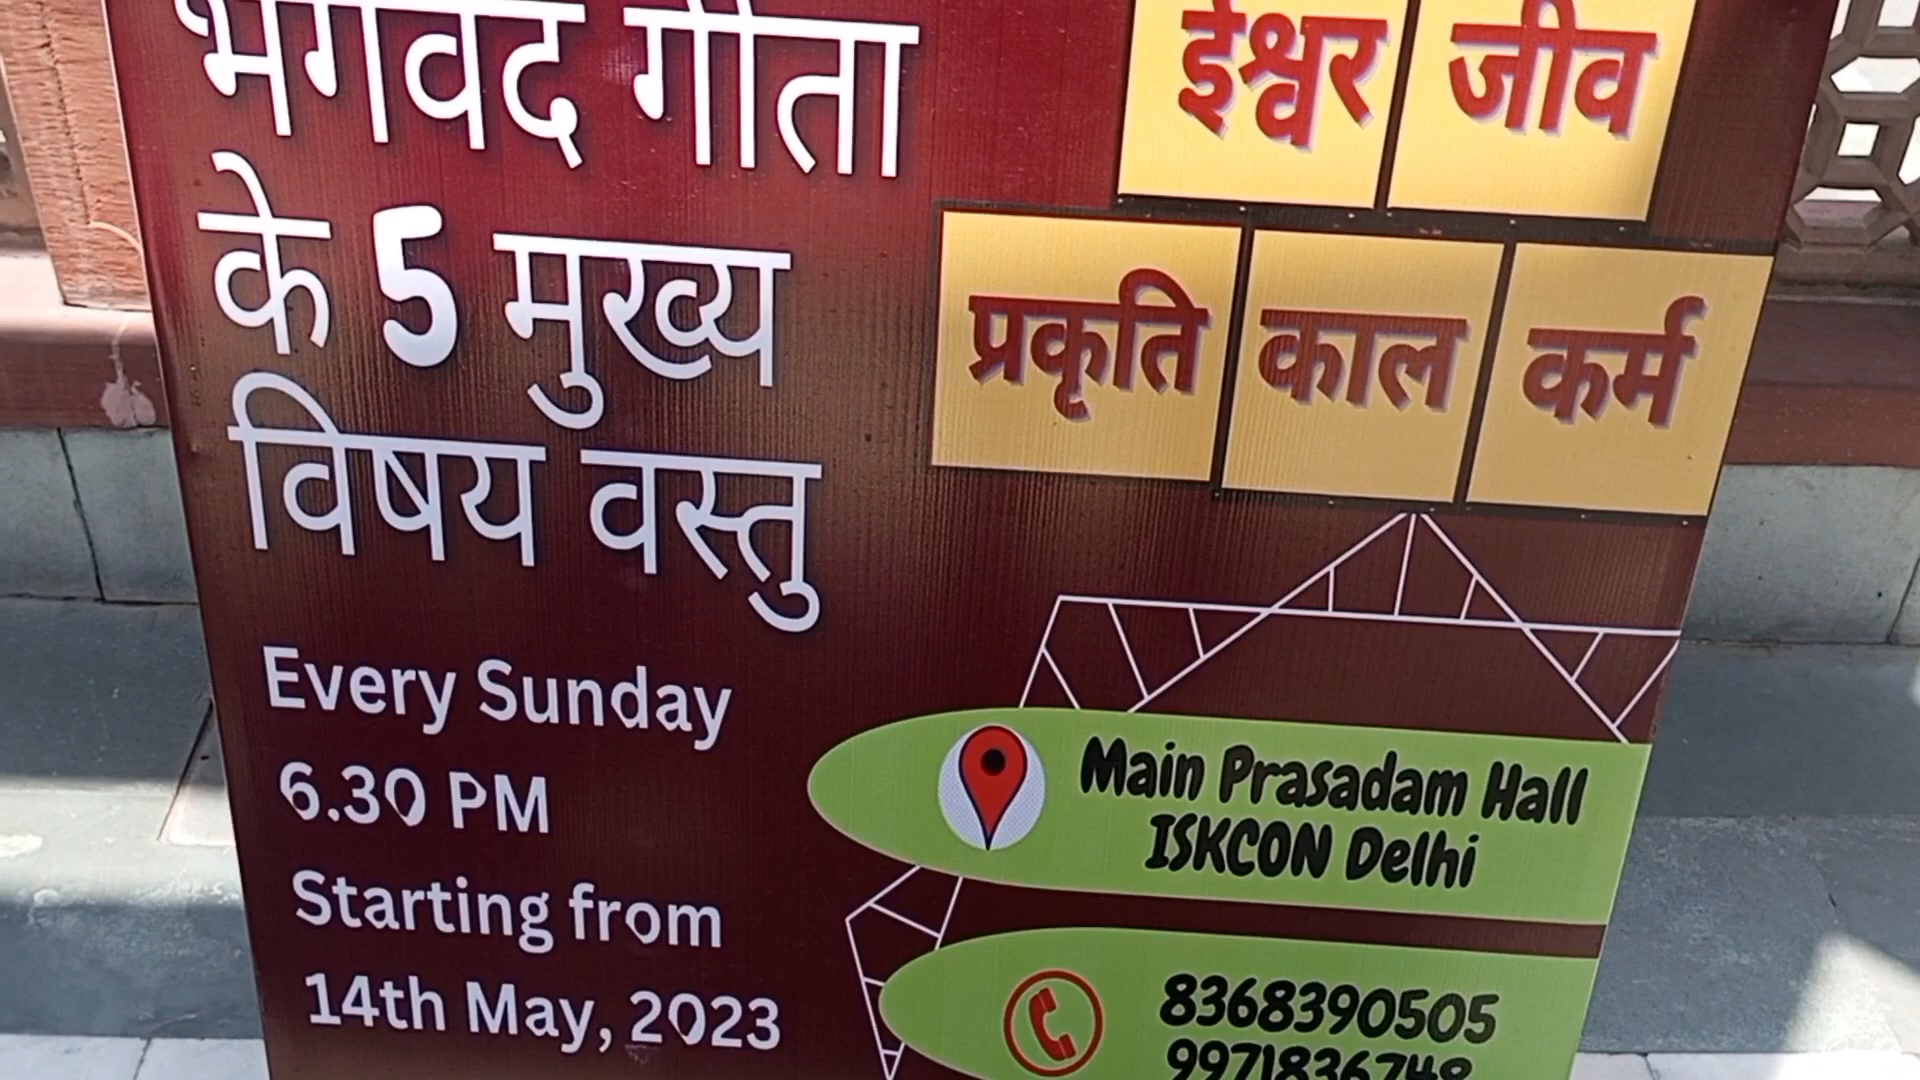 भगवद गीता
के 5 मुख्य
विषय वस्तु
ईश्वर जीव
प्रकृति काल कर्म
Every Sunday
6.30 PM
Starting from
14th May, 2023
Main Prasadam Hall
ISKCON Delhi
8368390505
9971836748